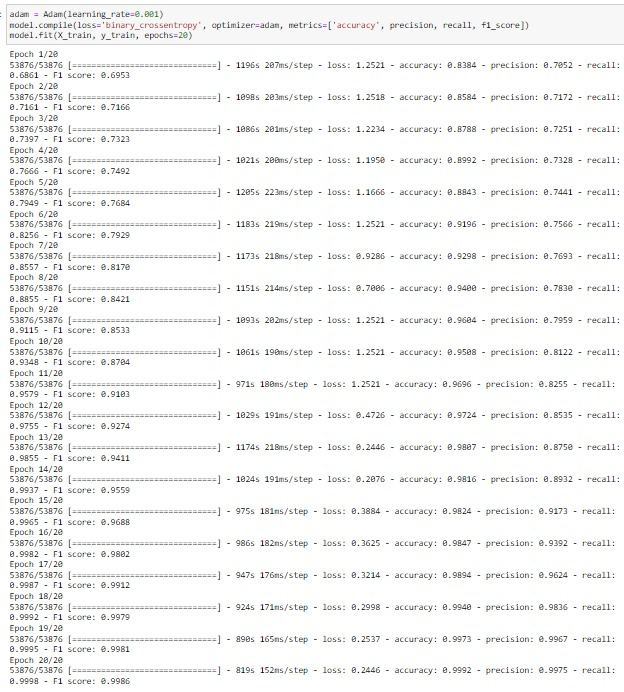 adam = Adam(learning_rate=0.001)
model.compile(loss='binary_crossentropy', optimizer=adam, metrics=['accuracy', precision, recall, f1_score])
model.fit(X_train, y_train, epochs=20)
Epoch 1/20
53876/53876 [==============================] - 1196s 207ms/step - loss: 1.2521 - accuracy: 0.8384 - precision: 0.7052 - recall:
0.6861 - F1 score: 0.6953
Epoch 2/20
53876/53876 [==============================] - 1098s 203ms/step - loss: 1.2518 - accuracy: 0.8584 - precision: 0.7172 - recall:
0.7161 - F1 score: 0.7166
Epoch 3/20
53876/53876 [==============================] - 1086s 201ms/step - loss: 1.2234 - accuracy: 0.8788 - precision: 0.7251 - recall:
0.7397 - F1 score: 0.7323
Epoch 4/20
53876/53876 [==============================] - 1021s 200ms/step - loss: 1.1950 - accuracy: 0.8992 - precision: 0.7328 - recall:
0.7666 - F1 score: 0.7492
Epoch 5/20
53876/53876 [==============================] - 1205s 223ms/step - loss: 1.1666 - accuracy: 0.8843 - precision: 0.7441 - recall:
0.7949 - F1 score: 0.7684
Epoch 6/20
53876/53876 [==============================] - 1183s 219ms/step - loss: 1.2521 - accuracy: 0.9196 - precision: 0.7566 - recall:
0.8256 - F1 score: 0.7929
Epoch 7/20
53876/53876 [==============================] - 1173s 218ms/step - loss: 0.9286 - accuracy: 0.9298 - precision: 0.7693 - recall:
0.8557 - F1 score: 0.8170
Epoch 8/20
53876/53876 [==============================] - 1151s 214ms/step - loss: 0.7006 - accuracy: 0.9400 - precision: 0.7830 - recall:
0.8855 - F1 score: 0.8421
Epoch 9/20
53876/53876 [==============================] - 1093s 202ms/step - loss: 1.2521 - accuracy: 0.9604 - precision: 0.7959 - recall:
0.9115 - F1 score: 0.8533
Epoch 10/20
53876/53876 [==============================] - 1061s 190ms/step - loss: 1.2521 - accuracy: 0.9508 - precision: 0.8122 - recall:
0.9348 - F1 score: 0.8704
Epoch 11/20
53876/53876 [==============================] - 971s 180ms/step - loss: 1.2521 - accuracy: 0.9696 - precision: 0.8255 - recall:
0.9579 - F1 score: 0.9103
Epoch 12/20
53876/53876 [==============================] - 1029s 191ms/step - loss: 0.4726 - accuracy: 0.9724 - precision: 0.8535 - recall:
0.9755 - F1 score: 0.9274
Epoch 13/20
53876/53876 [==============================] - 1174s 218ms/step - loss: 0.2446 - accuracy: 0.9807 - precision: 0.8750 - recall:
0.9855 - F1 score: 0.9411
Epoch 14/20
53876/53876 [==============================] - 1024s 191ms/step - loss: 0.2076 - accuracy: 0.9816 - precision: 0.8932 - recall:
0.9937 - F1 score: 0.9559
Epoch 15/20
53876/53876 [==============================] - 975s 181ms/step - loss: 0.3884 - accuracy: 0.9824 - precision: 0.9173 - recall:
0.9965 - F1 score: 0.9688
Epoch 16/20
53876/53876 [==============================] - 986s 182ms/step - loss: 0.3625 - accuracy: 0.9847 - precision: 0.9392 - recall:
0.9982 - F1 score: 0.9802
Epoch 17/20
53876/53876 [==============================] - 947s 176ms/step - loss: 0.3214 - accuracy: 0.9894 - precision: 0.9624 - recall:
0.9987 - F1 score: 0.9912
Epoch 18/20
53876/53876 [==============================] - 924s 171ms/step - loss: 0.2998 - accuracy: 0.9940 - precision: 0.9836 - recall:
0.9992 - F1 score: 0.9979
Epoch 19/20
53876/53876 [==============================] - 890s 165ms/step - loss: 0.2537 - accuracy: 0.9973 - precision: 0.9967 - recall:
0.9995 - F1 score: 0.9981
Epoch 20/20
53876/53876 [==============================] - 819s 152ms/step - loss: 0.2446 - accuracy: 0.9992 - precision: 0.9975 - recall:
0.9998 - F1 score: 0.9986